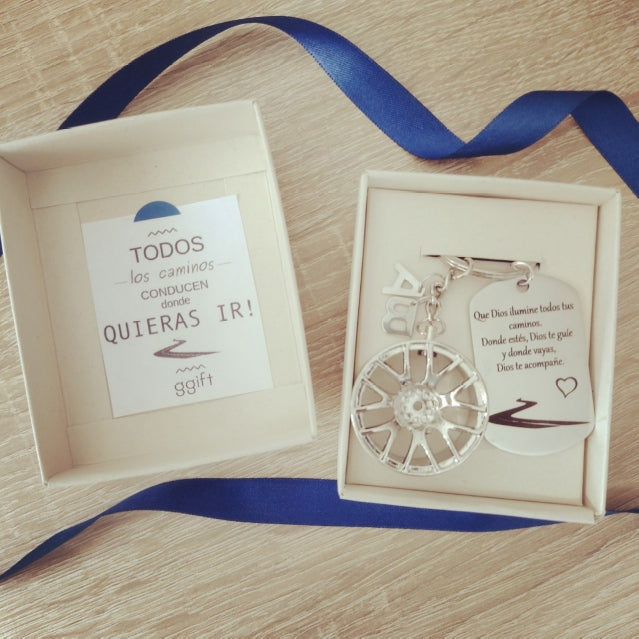 TODOS
los caminos
CONDUCEN
donde
QUIERAS IR!
ggift
AB
Que Dios ilumine todos tus
caminos.
Donde estés, Dios te guíe
y donde vayas,
Dios te acompañe.